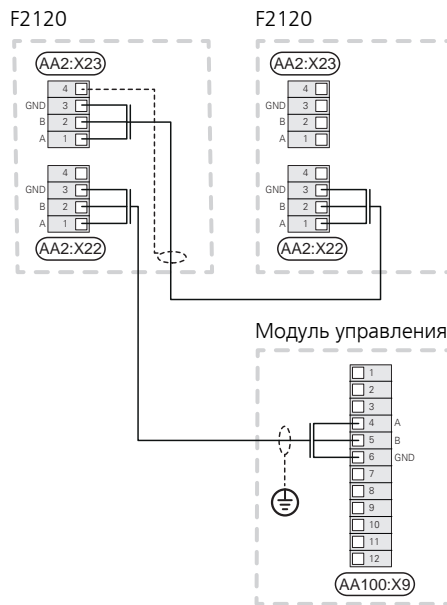 F2120
AA2:X23
4
GND 3
B 2
A 1
4
GND 3
B 2
A 1
AA2:X22
F2120
AA2:X23
4
GND 3
B 2
A 1
4
GND 3
B 2
A 1
AA2:X22
Модуль управления
1
2
3
4 A
5 B
6 GND
7
8
9
10
11
12
AA100:X9